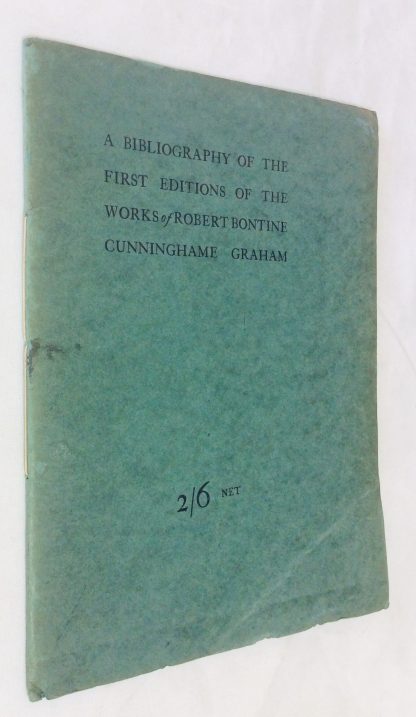 A BIBLIOGRAPHY OF THE
FIRST EDITIONS OF THE
WORKS of ROBERT BONTINE
CUNNINGHAME GRAHAM
2/6 NET